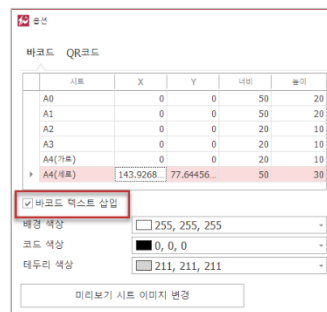 옵션
바코드 QR코드
시트 X Y 너비 높이
A0 0 0 50 20
A1 0 0 50 20
A2 0 0 20 10
A3 0 0 20 10
A4(가로) 0 0 20 10
A4(세로) 143.9268... 77.64456... 50 30
바코드 텍스트 삽입
배경 색상 255, 255, 255
코드 색상 0, 0, 0
테두리 색상 211, 211, 211
미리보기 시트 이미지 변경